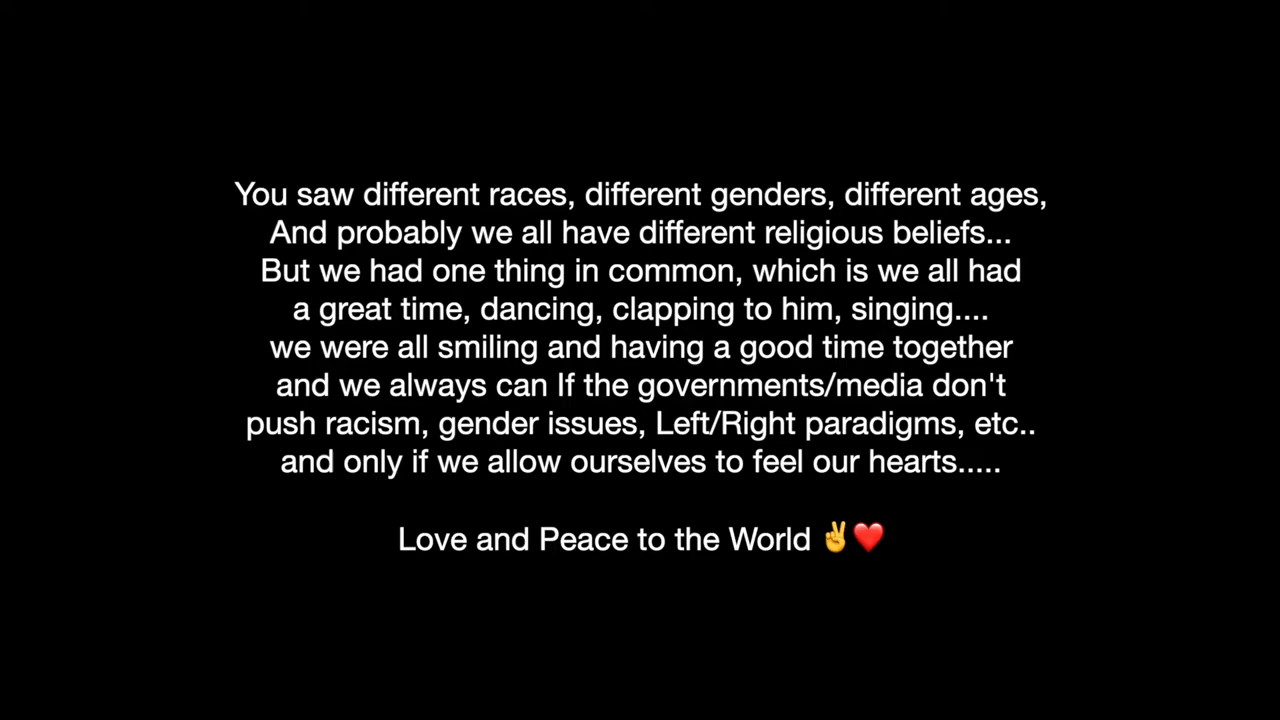 You saw different races, different genders, different ages,
And probably we all have different religious beliefs...
But we had one thing in common, which is we all had
a great time, dancing, clapping to him, singing....
we were all smiling and having a good time together
and we always can If the governments/media don't
push racism, gender issues, Left/Right paradigms, etc..
and only if we allow ourselves to feel our hearts.....
Love and Peace to the World ✌️❤️